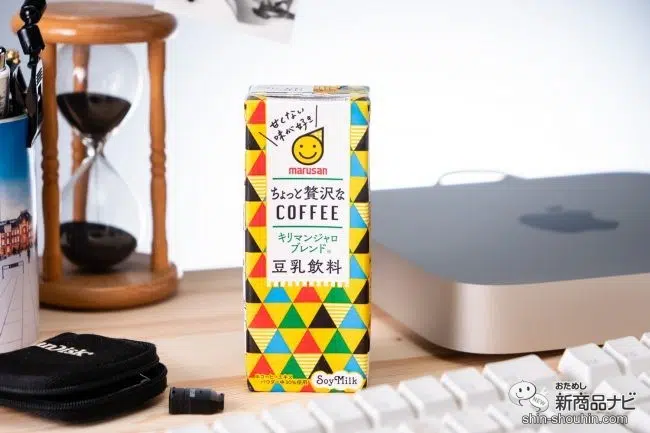 甘くない
味が好き
marusan
ちょっと贅沢な
COFFEE
キリマンジャロ
ブレンド
豆乳飲料
Soy Milk
おためし
新商品ナビ
shin-shouhin.com